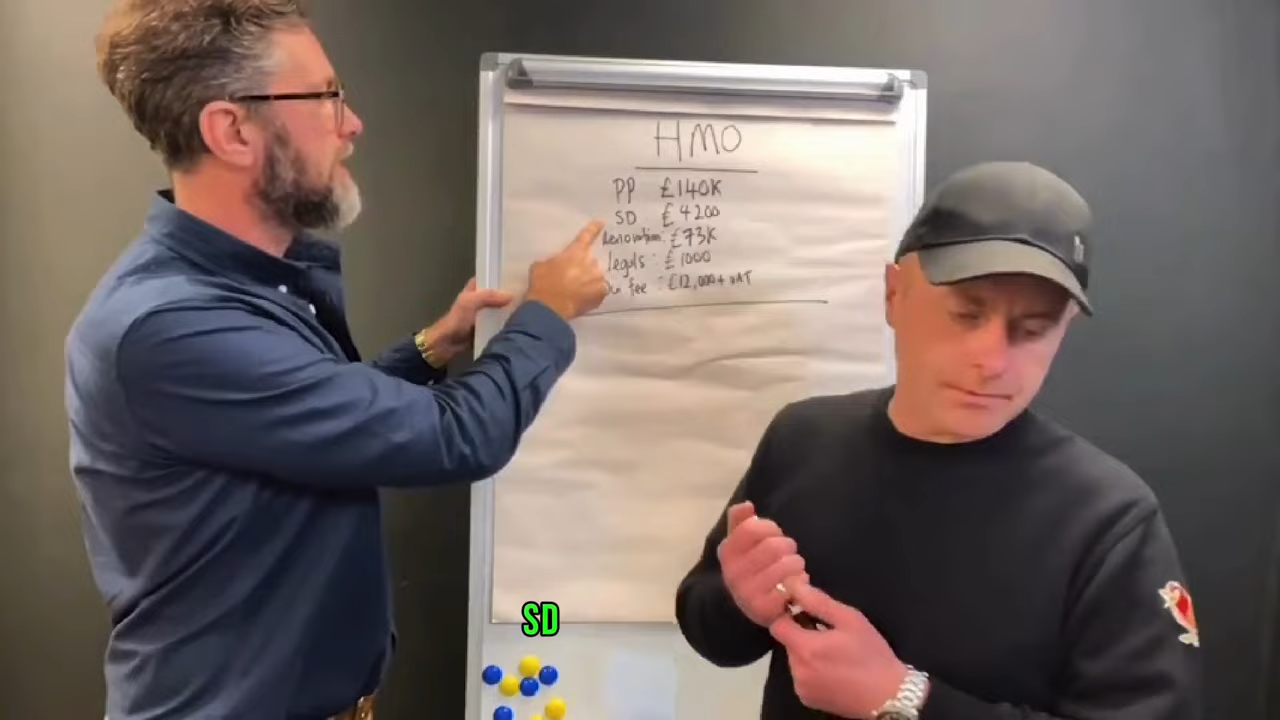 HMO
PP £140K
SD £4200
Renovation: £73K
legals: £1000
fee: £12,000+ VAT
SD